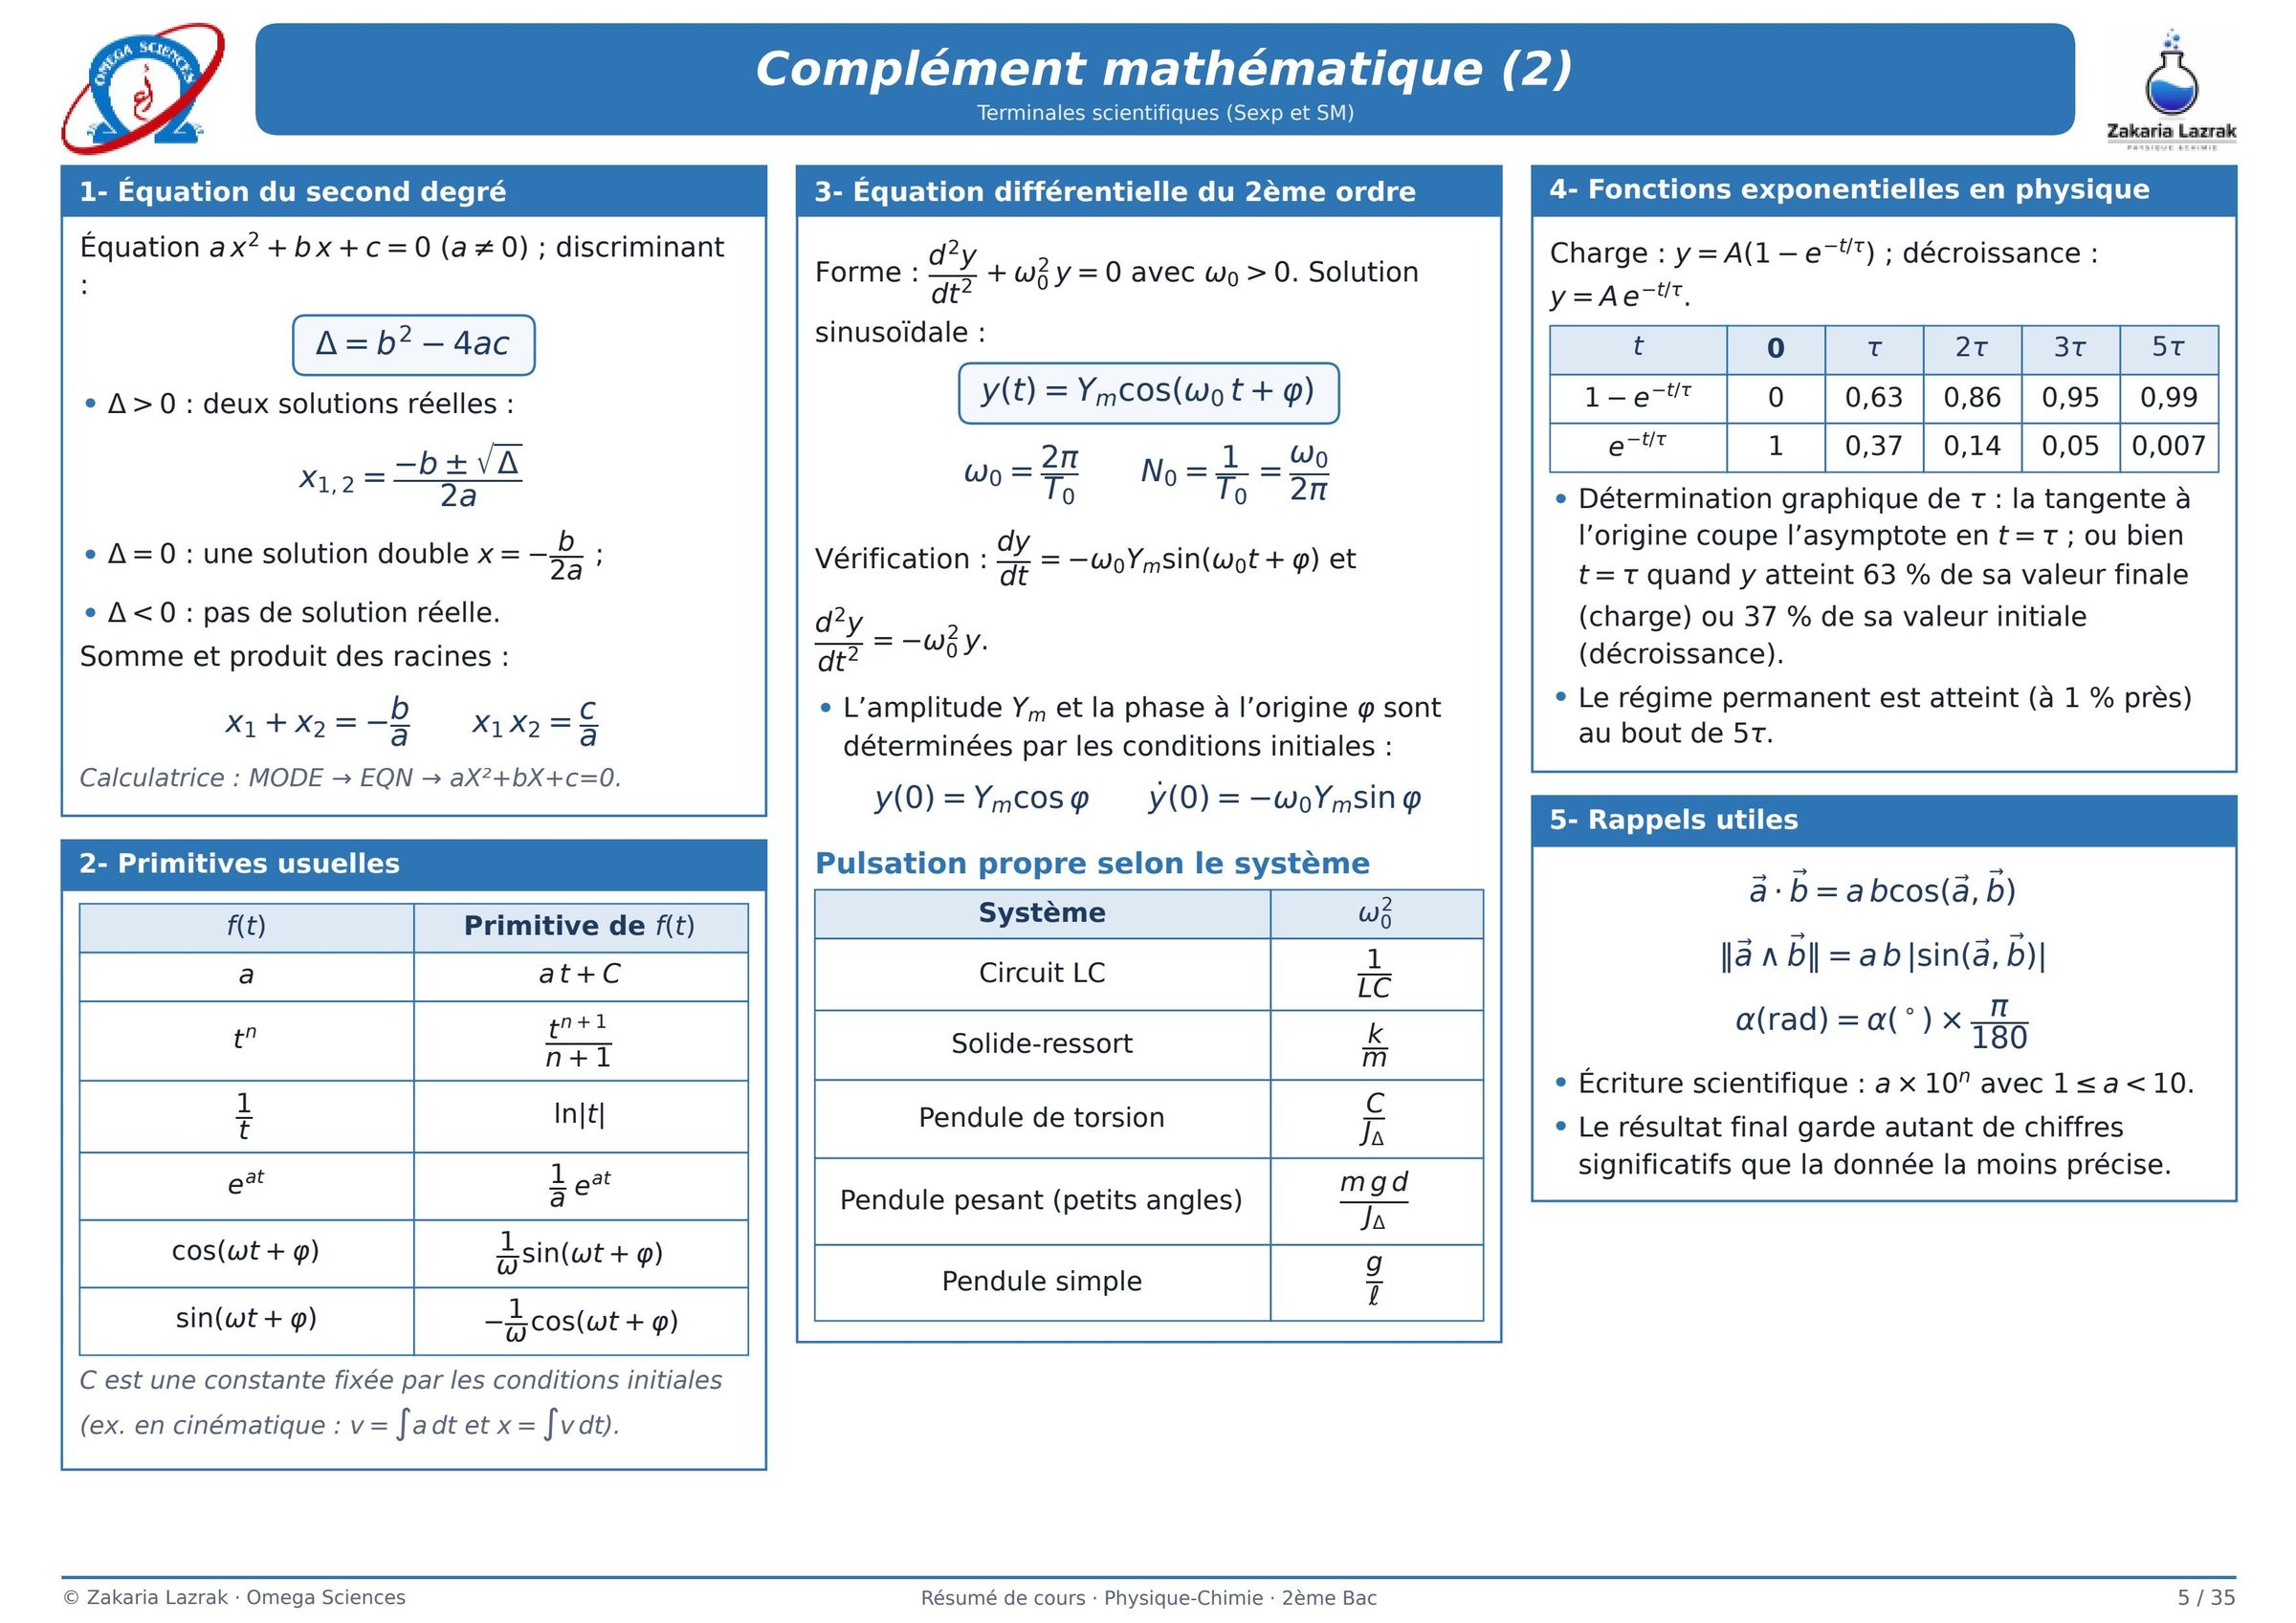 OMEGA SCIENCES
Complément mathématique (2)
Terminales scientifiques (Sexp et SM)
Zakaria Lazrak
1- Équation du second degré
Équation a x² + b x + c = 0 (a ≠ 0) ; discriminant
:
Δ = b² − 4ac
• Δ > 0 : deux solutions réelles :
x₁,₂ = (−b ± √Δ)/(2a)
• Δ = 0 : une solution double x = −b/(2a) ;
• Δ < 0 : pas de solution réelle.
Somme et produit des racines :
x₁ + x₂ = −b/a    x₁ x₂ = c/a
Calculatrice : MODE → EQN → aX²+bX+c=0.
2- Primitives usuelles
f(t) | Primitive de f(t)
a | a t + C
tⁿ | tⁿ⁺¹/(n + 1)
1/t | ln|t|
e^{at} | (1/a) e^{at}
cos(ωt + φ) | (1/ω) sin(ωt + φ)
sin(ωt + φ) | −(1/ω) cos(ωt + φ)
C est une constante fixée par les conditions initiales
(ex. en cinématique : v = ∫a dt et x = ∫v dt).
3- Équation différentielle du 2ème ordre
Forme : d²y/dt² + ω₀² y = 0 avec ω₀ > 0. Solution
sinusoïdale :
y(t) = Yₘ cos(ω₀ t + φ)
ω₀ = 2π/T₀    N₀ = 1/T₀ = ω₀/2π
Vérification : dy/dt = −ω₀Yₘ sin(ω₀t + φ) et
d²y/dt² = −ω₀² y.
• L’amplitude Yₘ et la phase à l’origine φ sont
déterminées par les conditions initiales :
y(0) = Yₘ cos φ    ẏ(0) = −ω₀Yₘ sin φ
Pulsation propre selon le système
Système | ω₀²
Circuit LC | 1/LC
Solide-ressort | k/m
Pendule de torsion | C/J_Δ
Pendule pesant (petits angles) | m g d/J_Δ
Pendule simple | g/ℓ
4- Fonctions exponentielles en physique
Charge : y = A(1 − e^{−t/τ}) ; décroissance :
y = A e^{−t/τ}.
t | 0 | τ | 2τ | 3τ | 5τ
1 − e^{−t/τ} | 0 | 0,63 | 0,86 | 0,95 | 0,99
e^{−t/τ} | 1 | 0,37 | 0,14 | 0,05 | 0,007
• Détermination graphique de τ : la tangente à
l’origine coupe l’asymptote en t = τ ; ou bien
t = τ quand y atteint 63 % de sa valeur finale
(charge) ou 37 % de sa valeur initiale
(décroissance).
• Le régime permanent est atteint (à 1 % près)
au bout de 5τ.
5- Rappels utiles
a⃗ · b⃗ = a b cos(a⃗, b⃗)
‖a⃗ ∧ b⃗‖ = a b |sin(a⃗, b⃗)|
α(rad) = α(°) × π/180
• Écriture scientifique : a × 10ⁿ avec 1 ≤ a < 10.
• Le résultat final garde autant de chiffres
significatifs que la donnée la moins précise.
© Zakaria Lazrak · Omega Sciences
Résumé de cours · Physique-Chimie · 2ème Bac
5 / 35